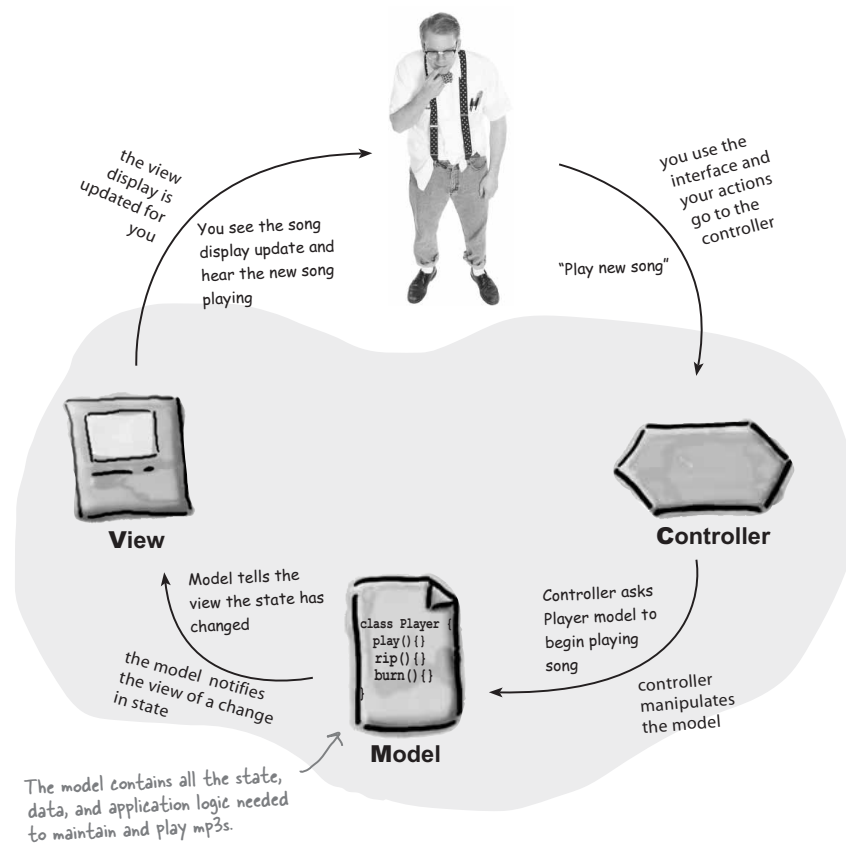 the view
display is
updated for
you
You see the song
display update and
hear the new song
playing
you use the
interface and
your actions
go to the
controller
“Play new song”
View
Controller
Model tells the
view the state has
changed
the model notifies
the view of a change
in state
class Player {
play(){}
rip(){}
burn(){}
}
Model
Controller asks
Player model to
begin playing
song
controller
manipulates
the model
The model contains all the state,
data, and application logic needed
to maintain and play mp3s.